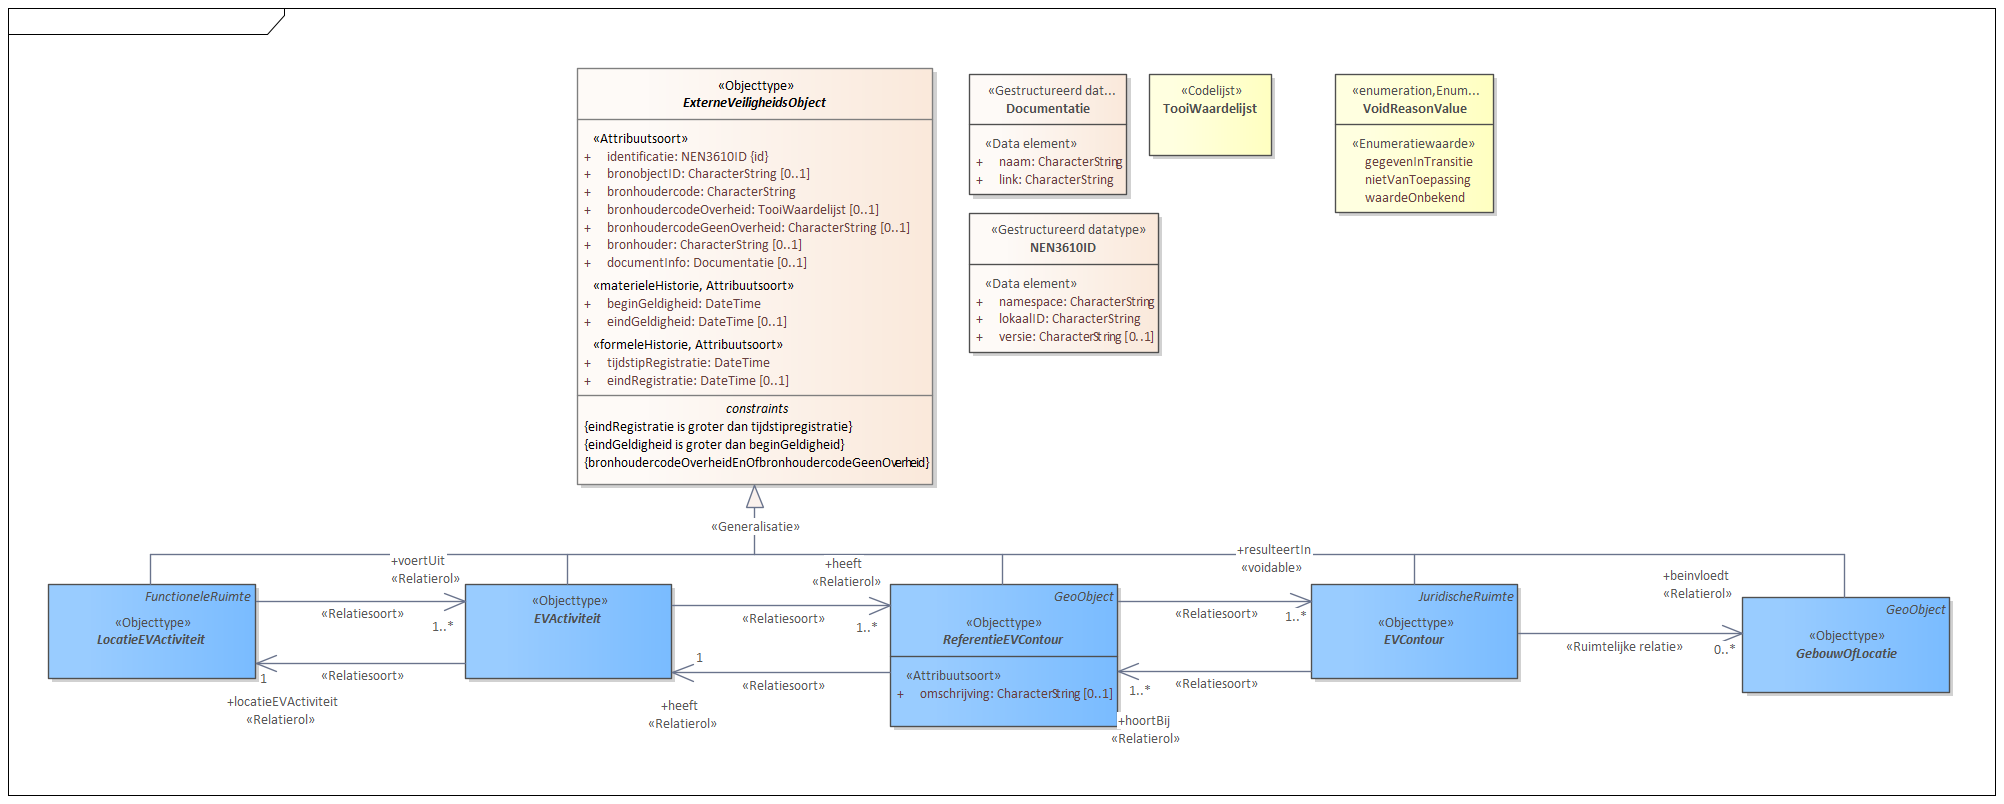 «Objecttype»
ExterneVeiligheidsObject
«Attribuutsoort»
+ identificatie: NEN3610ID {id}
+ bronobjectID: CharacterString [0..1]
+ bronhoudercode: CharacterString
+ bronhoudercodeOverheid: TooiWaardelijst [0..1]
+ bronhoudercodeGeenOverheid: CharacterString [0..1]
+ bronhouder: CharacterString [0..1]
+ documentInfo: Documentatie [0..1]
«materieleHistorie, Attribuutsoort»
+ beginGeldigheid: DateTime
+ eindGeldigheid: DateTime [0..1]
«formeleHistorie, Attribuutsoort»
+ tijdstipRegistratie: DateTime
+ eindRegistratie: DateTime [0..1]
constraints
{eindRegistratie is groter dan tijdstipregistratie}
{eindGeldigheid is groter dan beginGeldigheid}
{bronhoudercodeOverheidEnOfbronhoudercodeGeenOverheid}
«Gestructureerd dat...
Documentatie
«Data element»
+ naam: CharacterString
+ link: CharacterString
«Codelijst»
TooiWaardelijst
«enumeration,Enum...
VoidReasonValue
«Enumeratiewaarde»
gegevenInTransitie
nietVanToepassing
waardeOnbekend
«Gestructureerd datatype»
NEN3610ID
«Data element»
+ namespace: CharacterString
+ lokaalID: CharacterString
+ versie: CharacterString [0..1]
«Generalisatie»
FunctioneleRuimte
«Objecttype»
LocatieEVActiviteit
+voertUit
«Relatierol»
«Relatiesoort»
1..*
«Relatiesoort»
1
+locatieEVActiviteit
«Relatierol»
«Objecttype»
EVActiviteit
+heeft
«Relatierol»
«Relatiesoort»
1..*
1
«Relatiesoort»
+heeft
«Relatierol»
GeoObject
«Objecttype»
ReferentieEVContour
«Attribuutsoort»
+ omschrijving: CharacterString [0..1]
+resulteertIn
«voidable»
«Relatiesoort»
1..*
«Relatiesoort»
1..*
+hoortBij
«Relatierol»
JuridischeRuimte
«Objecttype»
EVContour
+beinvloedt
«Relatierol»
«Ruimtelijke relatie»
0..*
GeoObject
«Objecttype»
GebouwOfLocatie